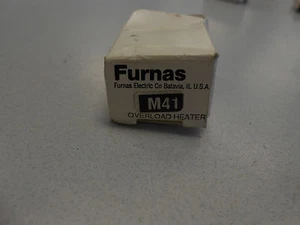 Furnas
Furnas Electric Co Batavia, IL U.S.A.
M41
OVERLOAD HEATER